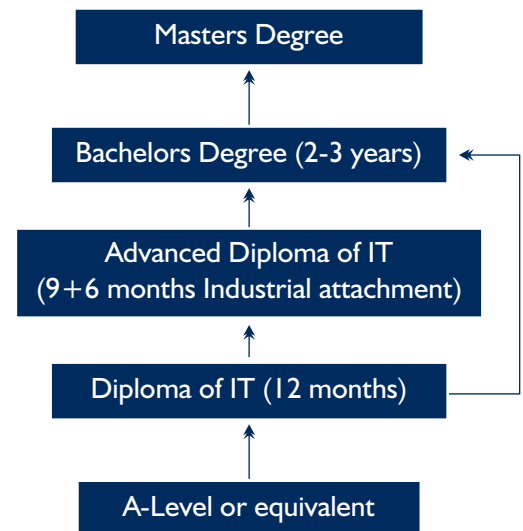 Masters Degree
Bachelors Degree (2-3 years)
Advanced Diploma of IT
(9+6 months Industrial attachment)
Diploma of IT (12 months)
A-Level or equivalent